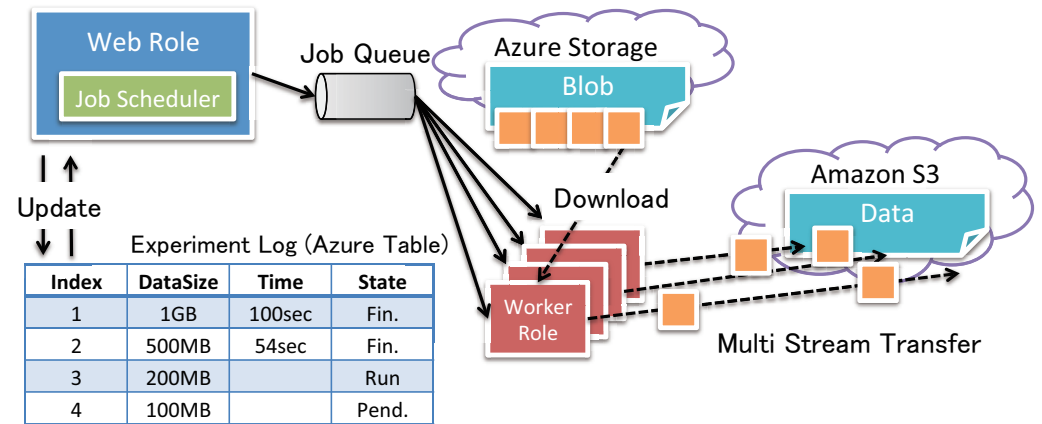 Web Role
Job Scheduler
Job Queue
Azure Storage
Blob
Amazon S3
Data
Download
Update
Worker
Role
Multi Stream Transfer
Experiment Log (Azure Table)
Index DataSize Time State
1 1GB 100sec Fin.
2 500MB 54sec Fin.
3 200MB Run
4 100MB Pend.